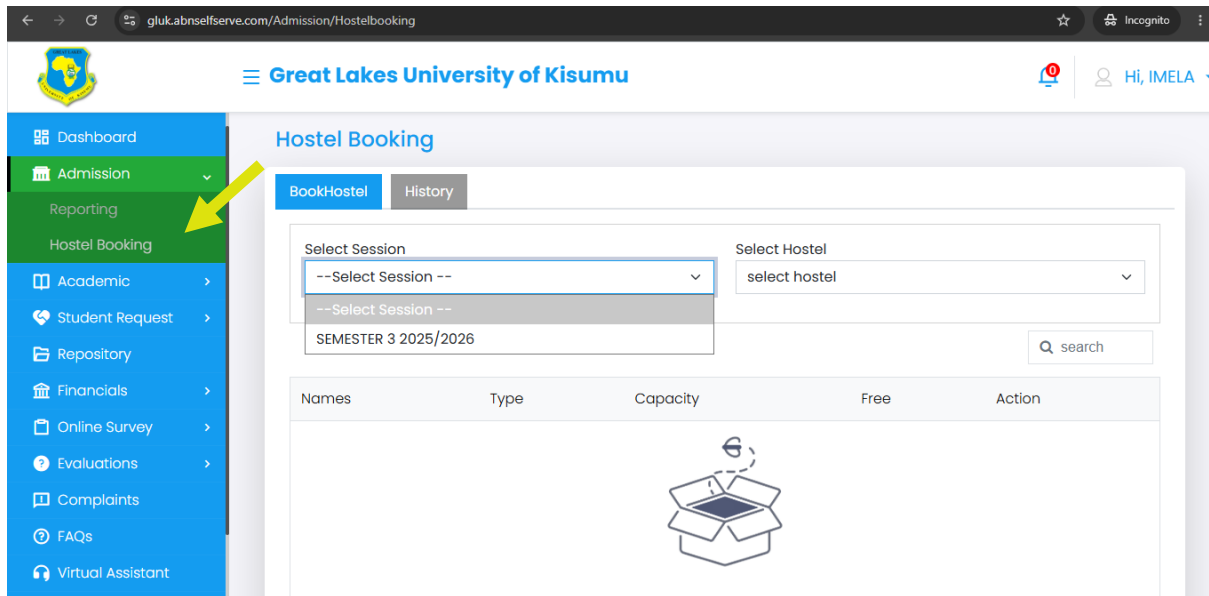 gluk.abnselfserve.com/Admission/Hostelbooking
Incognito
Great Lakes University of Kisumu
0
Hi, IMELA
Dashboard
Admission
Reporting
Hostel Booking
Academic
Student Request
Repository
Financials
Online Survey
Evaluations
Complaints
FAQs
Virtual Assistant
Hostel Booking
BookHostel History
Select Session Select Hostel
--Select Session -- select hostel
--Select Session --
SEMESTER 3 2025/2026
search
Names Type Capacity Free Action